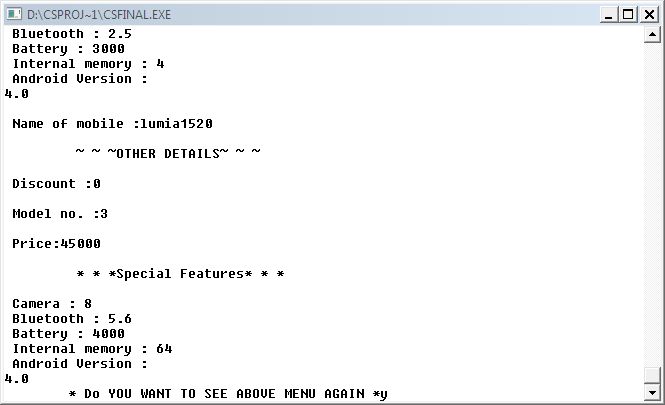 D:\CSPROJ~1\CSFINAL.EXE
Bluetooth : 2.5
Battery : 3000
Internal memory : 4
Android Version :
4.0
Name of mobile :lumia1520
~ ~ ~OTHER DETAILS~ ~ ~
Discount :0
Model no. :3
Price:45000
* * *Special Features* * *
Camera : 8
Bluetooth : 5.6
Battery : 4000
Internal memory : 64
Android Version :
4.0
* Do YOU WANT TO SEE ABOVE MENU AGAIN *y